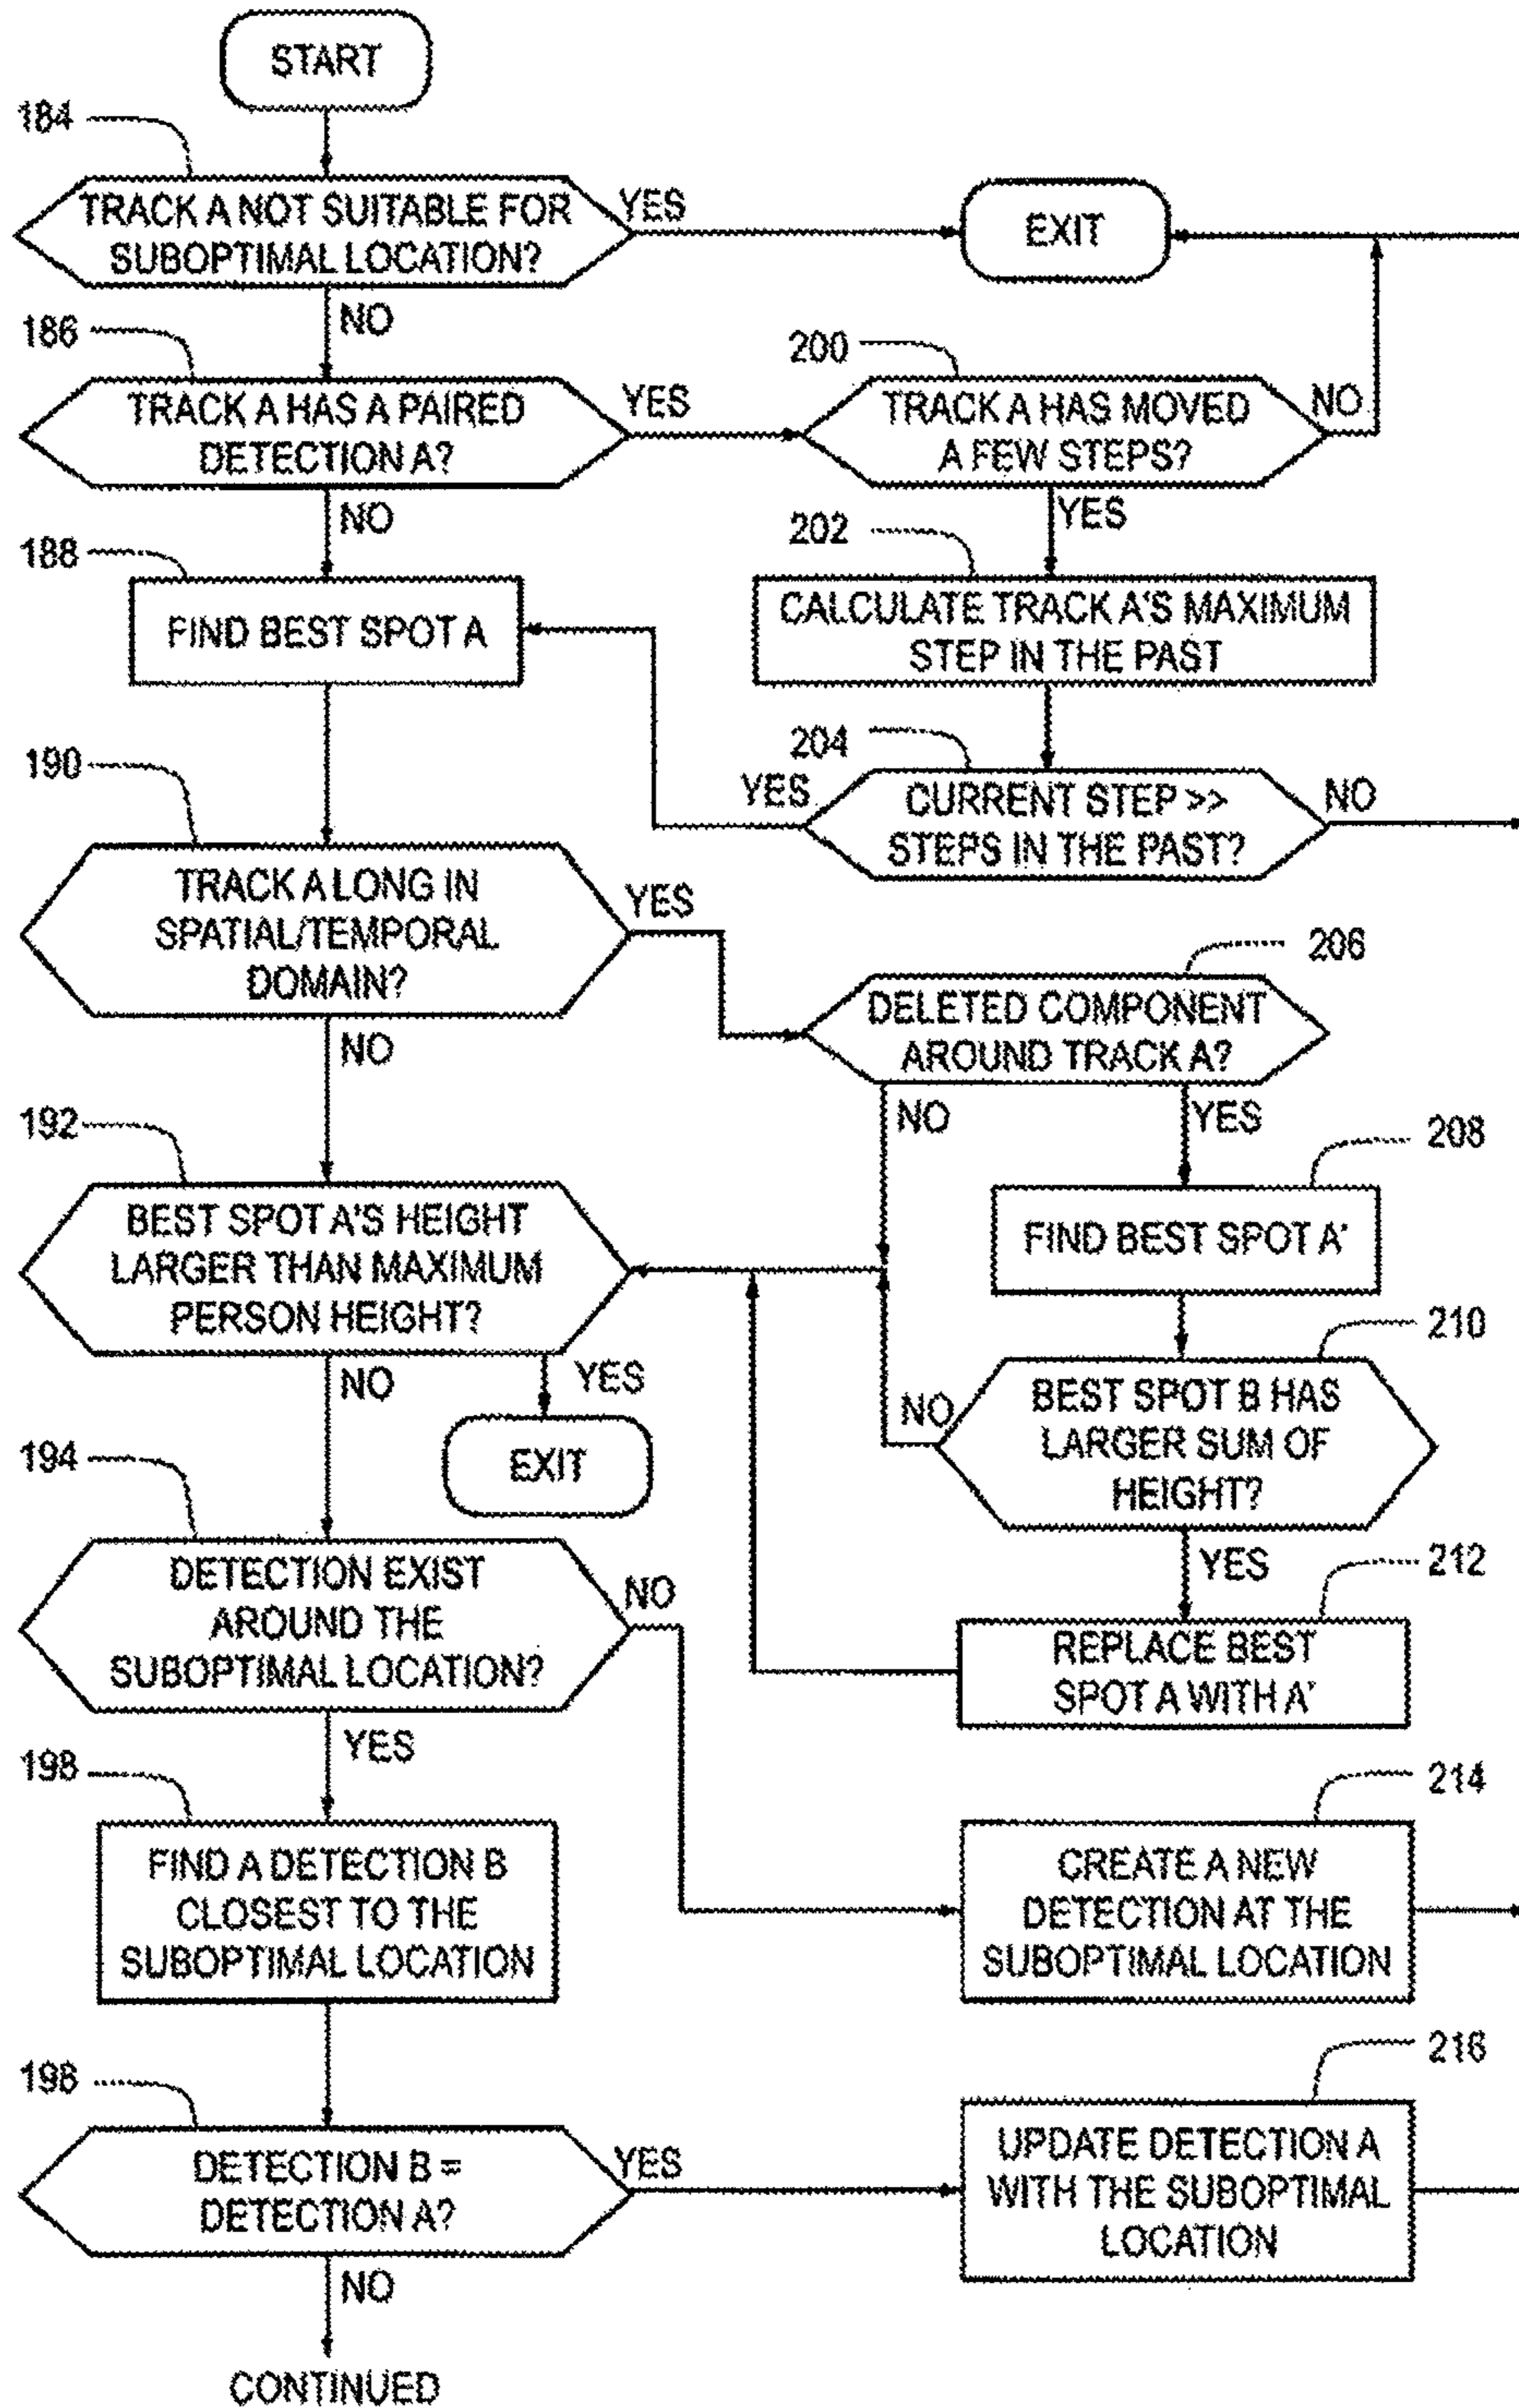 START
184
TRACK A NOT SUITABLE FOR
SUBOPTIMAL LOCATION?
YES
EXIT
NO
186
TRACK A HAS A PAIRED
DETECTION A?
YES
200
TRACK A HAS MOVED
A FEW STEPS?
NO
NO
YES
188
FIND BEST SPOT A
202
CALCULATE TRACK A'S MAXIMUM
STEP IN THE PAST
204
YES
CURRENT STEP >>
STEPS IN THE PAST?
NO
190
TRACK A LONG IN
SPATIAL/TEMPORAL
DOMAIN?
YES
NO
206
DELETED COMPONENT
AROUND TRACK A?
NO
YES
192
BEST SPOT A'S HEIGHT
LARGER THAN MAXIMUM
PERSON HEIGHT?
208
FIND BEST SPOT A'
NO
YES
EXIT
210
NO
BEST SPOT B HAS
LARGER SUM OF
HEIGHT?
YES
194
DETECTION EXIST
AROUND THE
SUBOPTIMAL LOCATION?
NO
YES
212
REPLACE BEST
SPOT A WITH A'
198
FIND A DETECTION B
CLOSEST TO THE
SUBOPTIMAL LOCATION
214
CREATE A NEW
DETECTION AT THE
SUBOPTIMAL LOCATION
196
DETECTION B =
DETECTION A?
YES
216
UPDATE DETECTION A
WITH THE SUBOPTIMAL
LOCATION
NO
CONTINUED